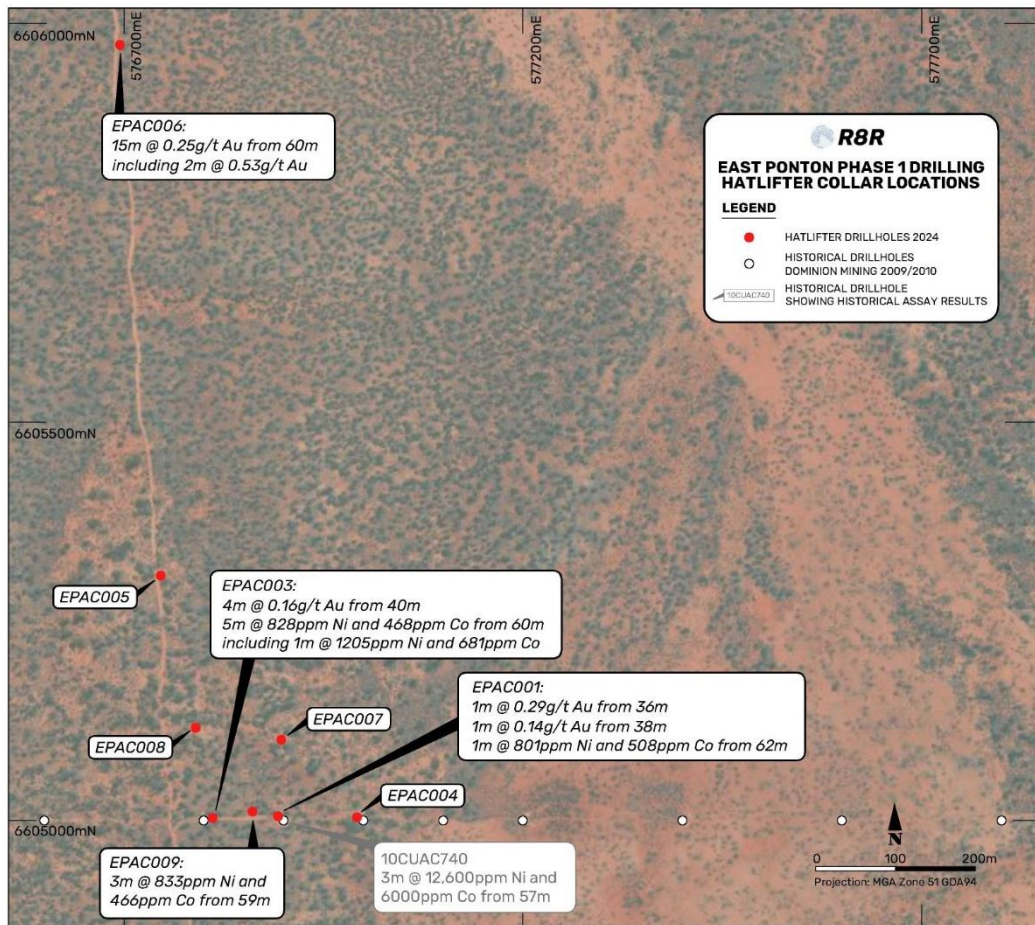 6606000mN
576700mE
577200mE
577700mE
EPAC006:
15m @ 0.25g/t Au from 60m
including 2m @ 0.53g/t Au
R8R
EAST PONTON PHASE 1 DRILLING
HATLIFTER COLLAR LOCATIONS
LEGEND
HATLIFTER DRILLHOLES 2024
HISTORICAL DRILLHOLES
DOMINION MINING 2009/2010
10CUAC740
HISTORICAL DRILLHOLE
SHOWING HISTORICAL ASSAY RESULTS
6605500mN
EPAC005
EPAC003:
4m @ 0.16g/t Au from 40m
5m @ 828ppm Ni and 468ppm Co from 60m
including 1m @ 1205ppm Ni and 681ppm Co
EPAC001:
1m @ 0.29g/t Au from 36m
1m @ 0.14g/t Au from 38m
1m @ 801ppm Ni and 508ppm Co from 62m
EPAC007
EPAC008
EPAC004
6605000mN
EPAC009:
3m @ 833ppm Ni and
466ppm Co from 59m
10CUAC740
3m @ 12,600ppm Ni and
6000ppm Co from 57m
N
0 100 200m
Projection: MGA Zone 51 GDA94